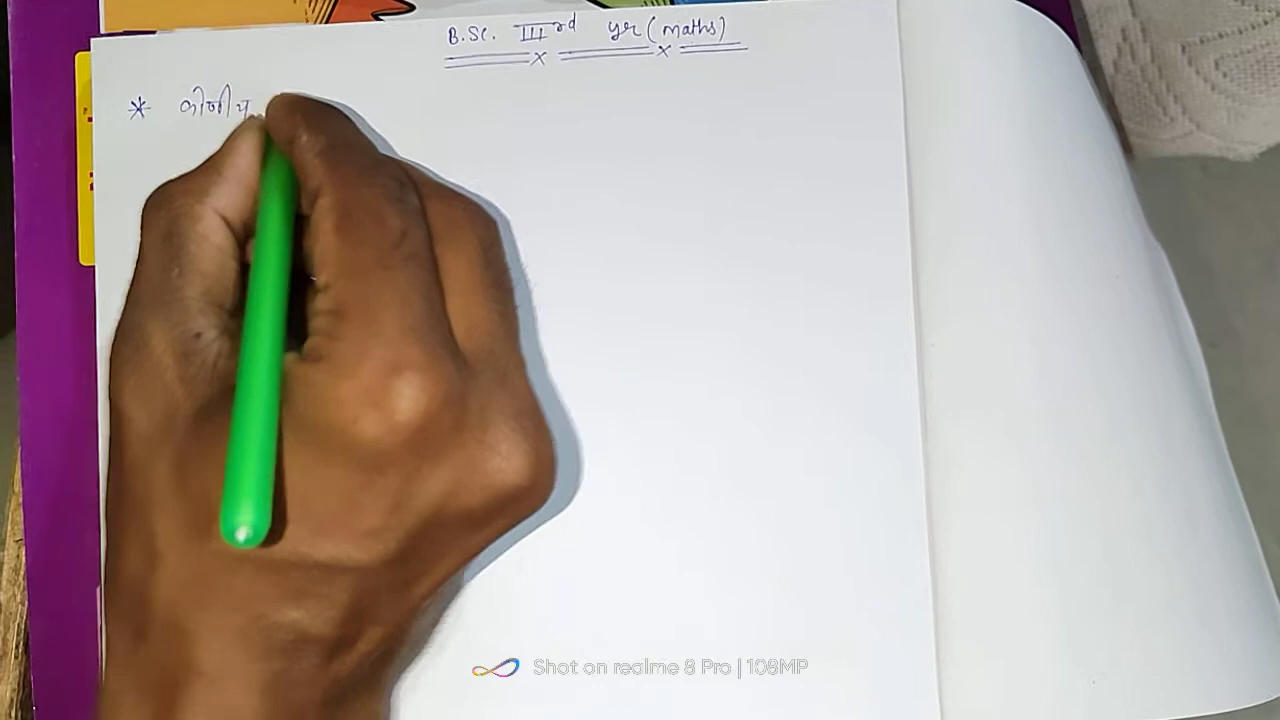 B.Sc. IIIrd yr (maths)
* कोणीय
Shot on realme 8 Pro | 108MP